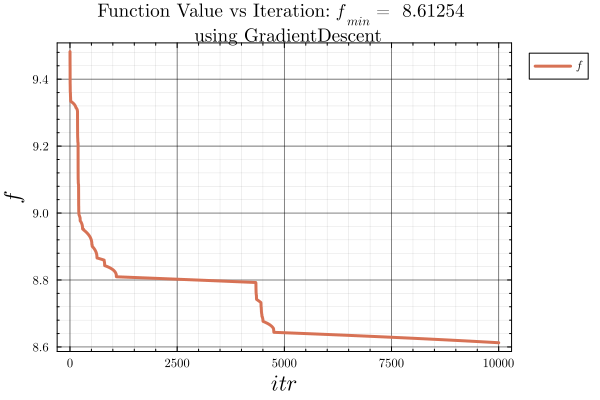 Function Value vs Iteration: f_min = 8.61254
using GradientDescent
f
9.4
9.2
9.0
8.8
8.6
f
0 2500 5000 7500 10000
itr